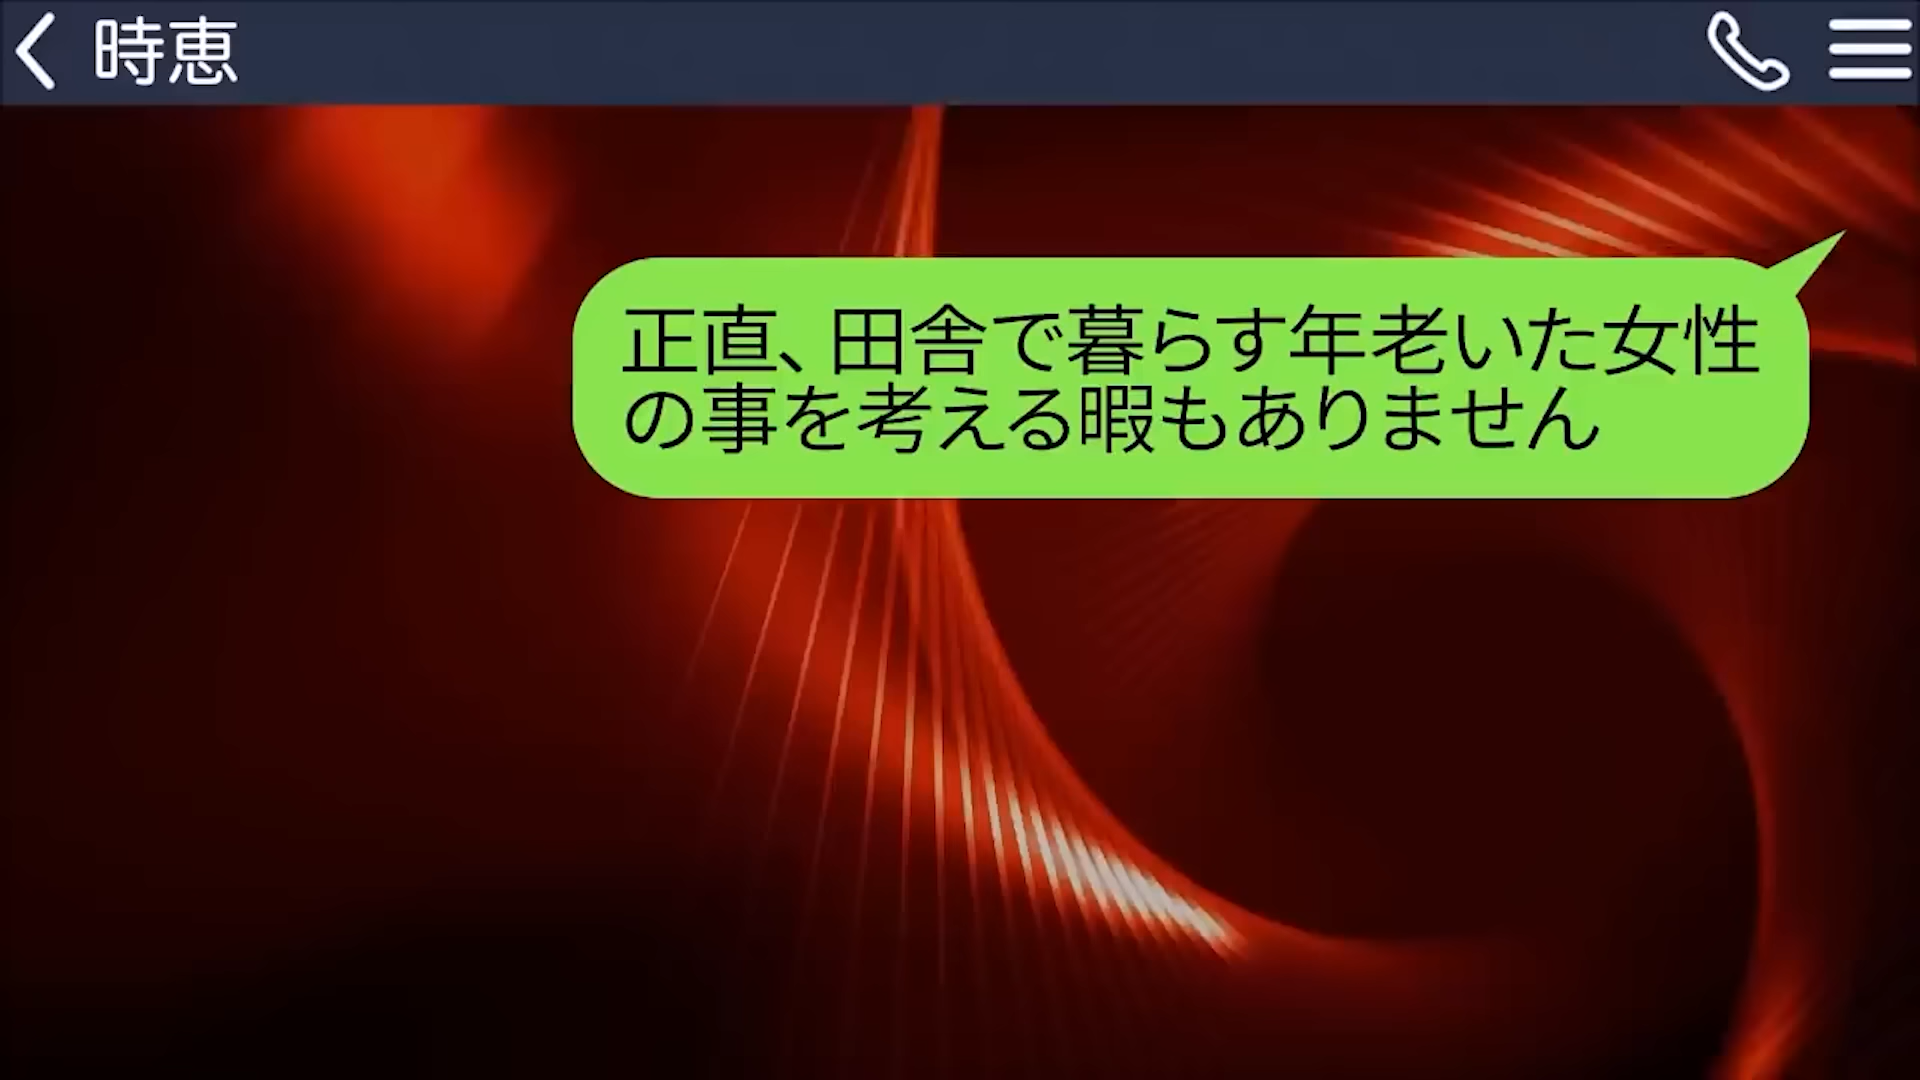 時恵
正直、田舎で暮らす年老いた女性
の事を考える暇もありません